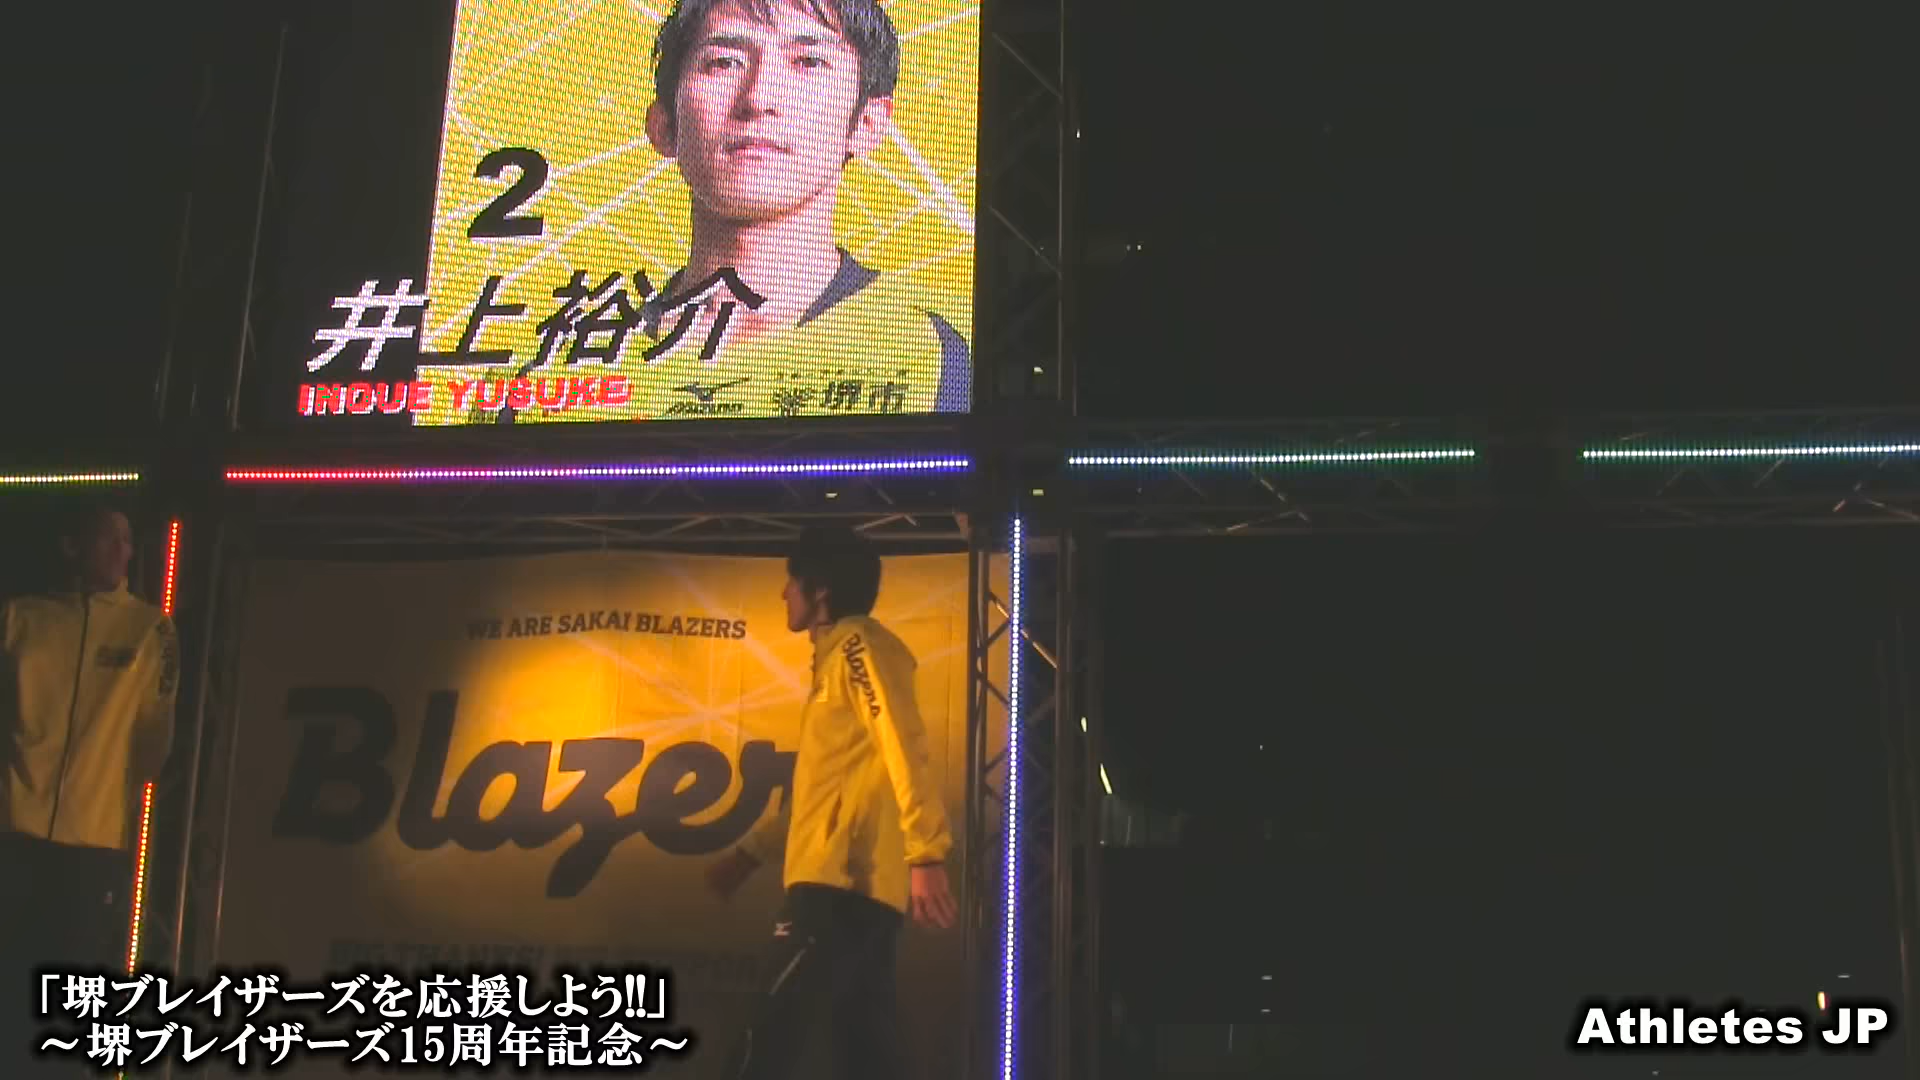 2
井上裕介
INOUE YUSUKE
MIZUNO
堺市
WE ARE SAKAI BLAZERS
Blazers
Blazer
「堺ブレイザーズを応援しよう!!」
～堺ブレイザーズ15周年記念～
Athletes JP